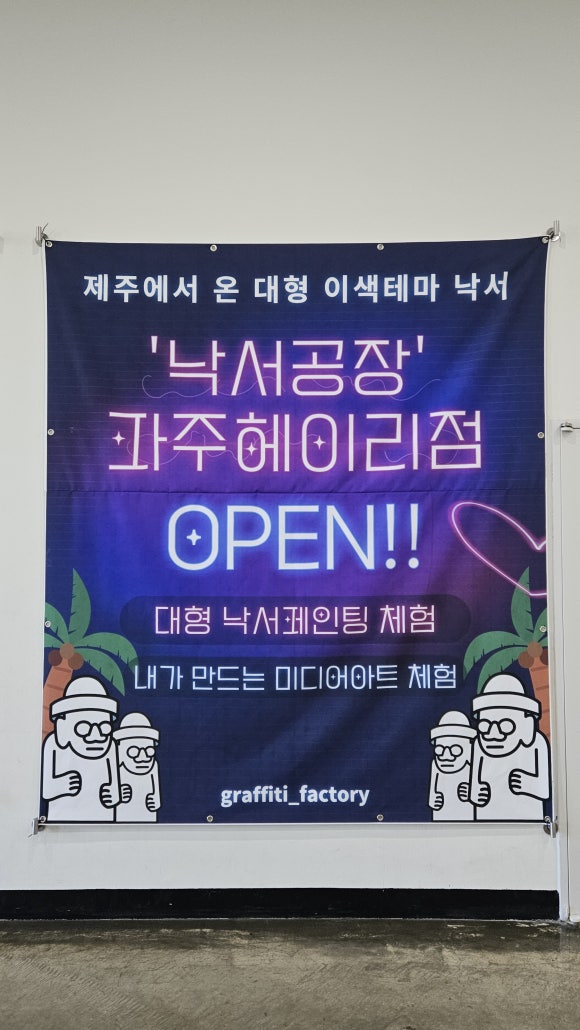 제주에서 온 대형 이색테마 낙서
'낙서공장'
파주헤이리점
OPEN!!
대형 낙서페인팅 체험
내가 만드는 미디어아트 체험
graffiti_factory